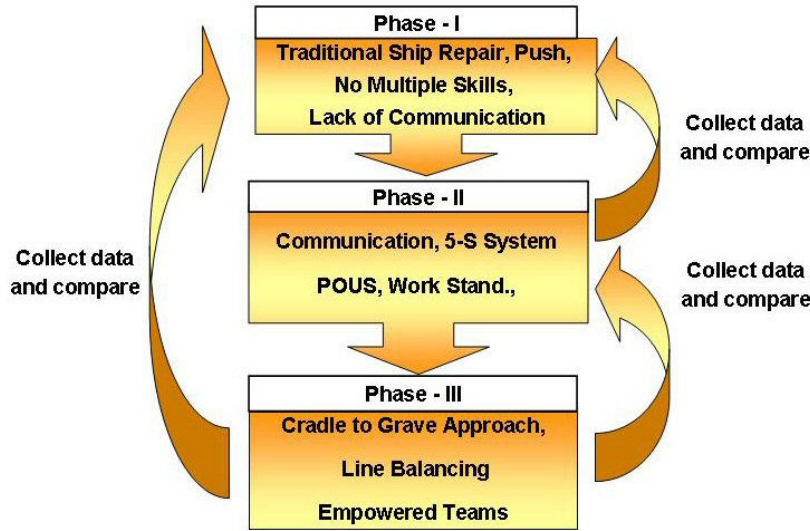 Phase - I
Traditional Ship Repair, Push,
No Multiple Skills,
Lack of Communication
Collect data
and compare
Phase - II
Communication, 5-S System
POUS, Work Stand.,
Collect data
and compare
Collect data
and compare
Phase - III
Cradle to Grave Approach,
Line Balancing
Empowered Teams